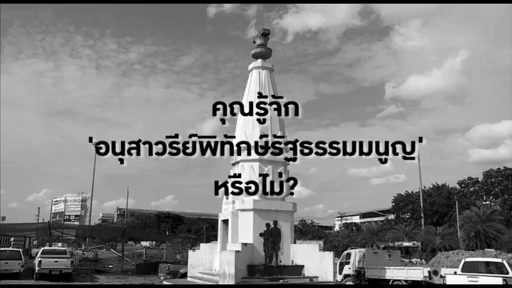 คุณรู้จัก
'อนุสาวรีย์พิทักษ์รัฐธรรมมนูญ'
หรือไม่?